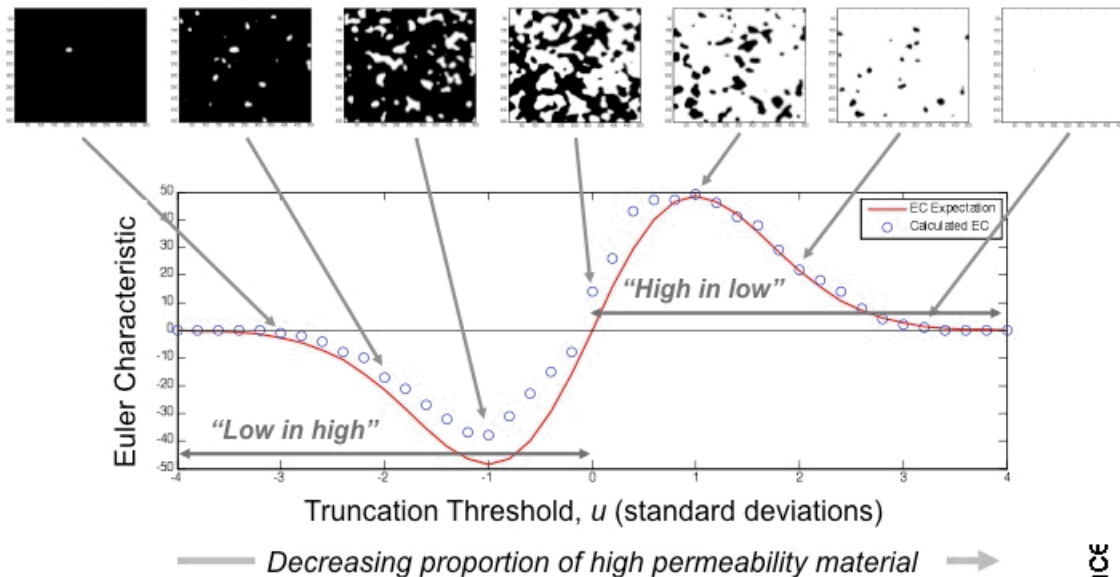 50
40
30
20
10
0
-10
-20
-30
-40
-50
Euler Characteristic
EC Expectation
Calculated EC
“High in low”
“Low in high”
-4
-3
-2
-1
0
1
2
3
4
Truncation Threshold, u (standard deviations)
Decreasing proportion of high permeability material